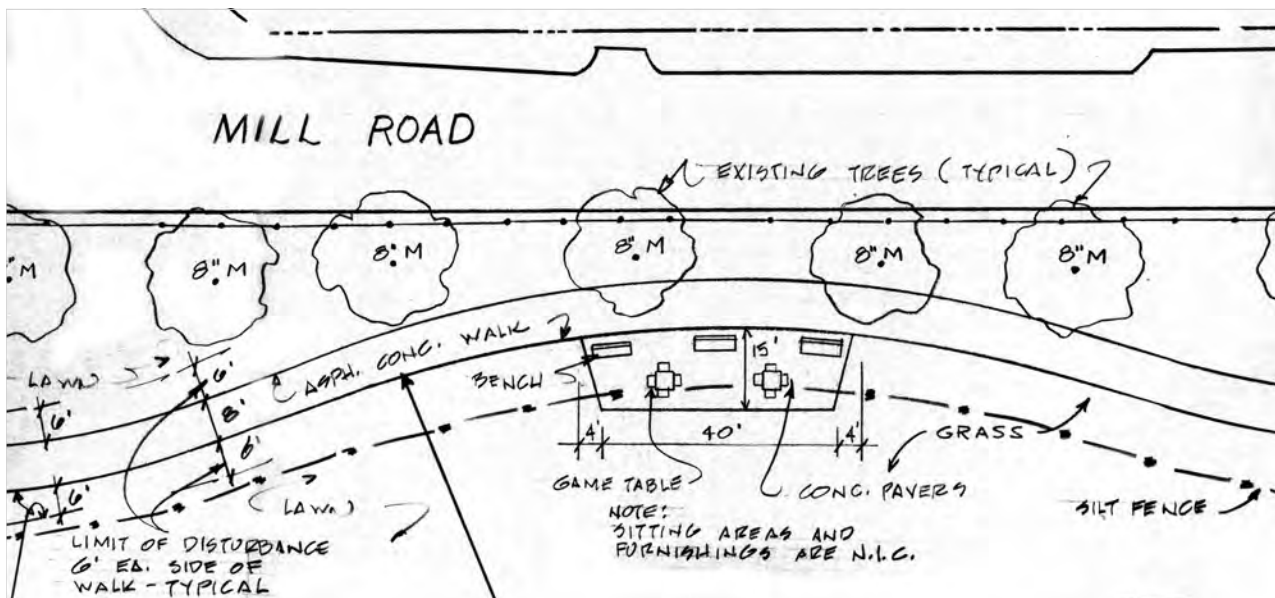 MILL ROAD
EXISTING TREES (TYPICAL)
" M
8" M
8" M
8" M
8" M
8" M
ASPH. CONC. WALK
15'
LAWN
6'
8'
6'
6'
6'
BENCH
4'
40'
4'
GRASS
GAME TABLE
CONC. PAVERS
SILT FENCE
LAWN
NOTE:
SITTING AREAS AND
FURNISHINGS ARE N.I.C.
LIMIT OF DISTURBANCE
6' EA. SIDE OF
WALK - TYPICAL